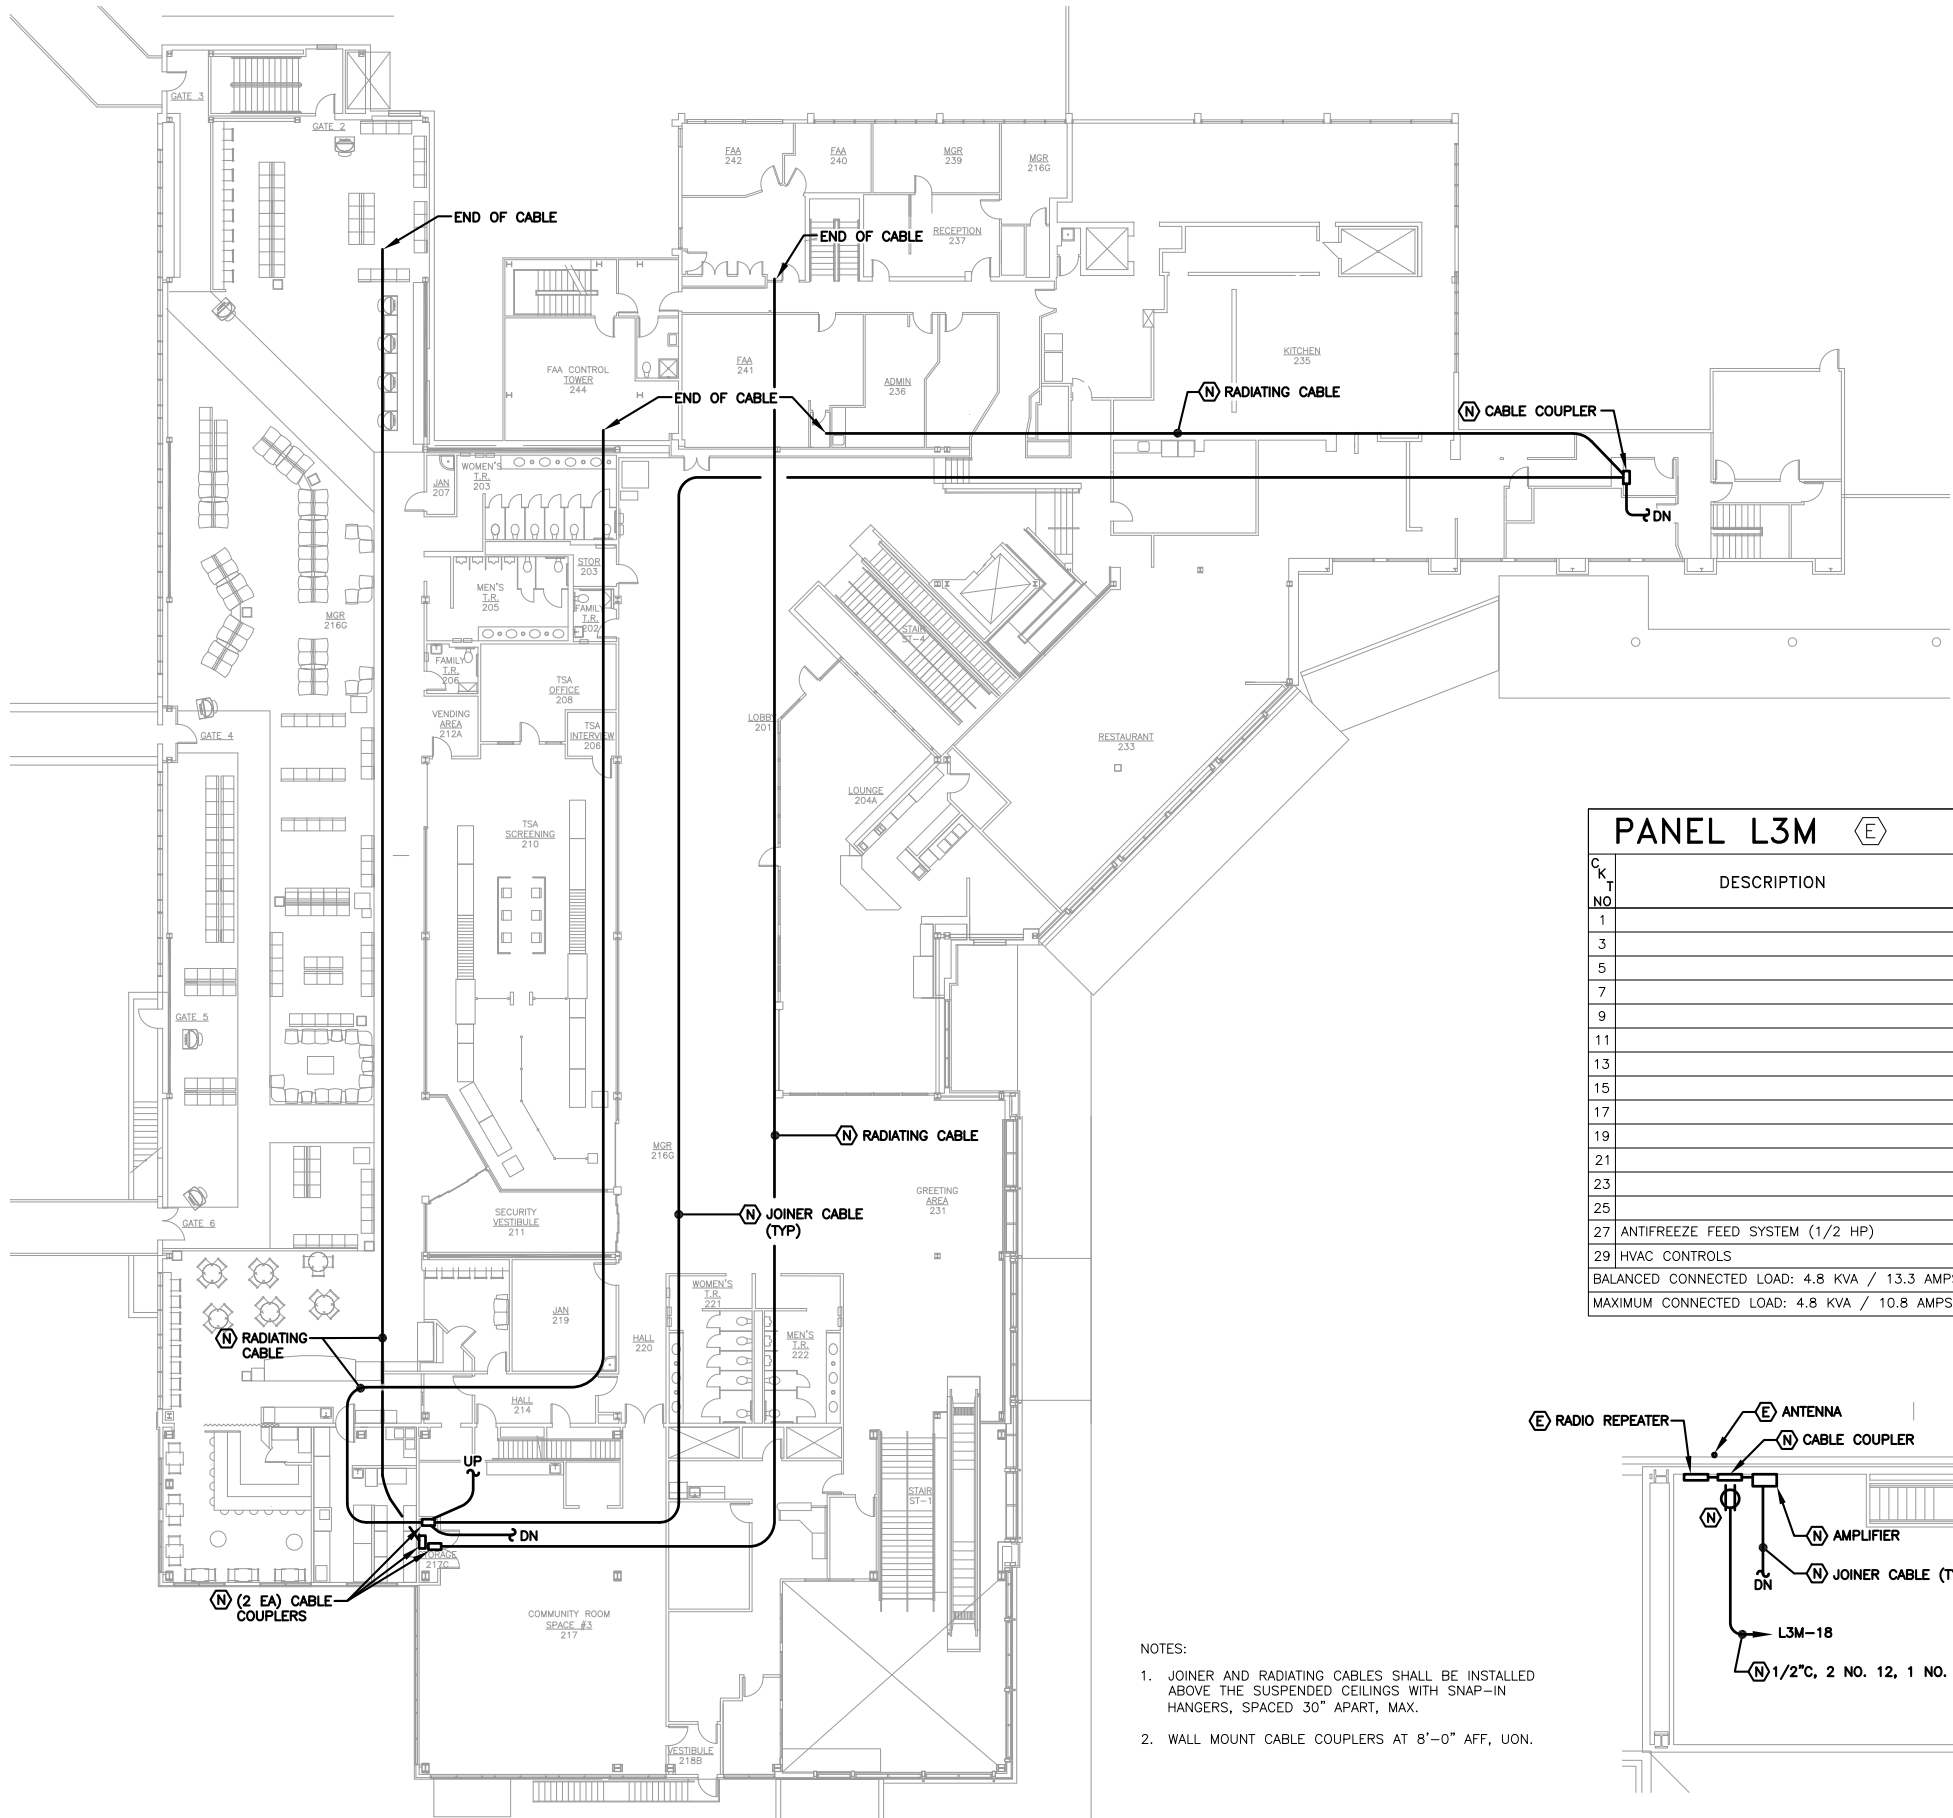 GATE 3
GATE 2
END OF CABLE
FAA
242
FAA
240
MGR
239
MGR
216G
RECEPTION
237
END OF CABLE
FAA CONTROL
TOWER
244
FAA
241
ADMIN
236
KITCHEN
235
END OF CABLE
N RADIATING CABLE
N CABLE COUPLER
DN
WOMEN'S
T.R.
203
JAN
207
STOR
203
MEN'S
T.R.
205
FAMILY
T.R.
202
MGR
216G
FAMILY
T.R.
206
TSA
OFFICE
208
VENDING
AREA
212A
TSA
INTERVIEW
206
GATE 4
STAIR
ST-4
LOBBY
201
RESTAURANT
233
LOUNGE
204A
TSA
SCREENING
210
GATE 5
N RADIATING CABLE
MGR
216G
GREETING
AREA
231
SECURITY
VESTIBULE
211
N JOINER CABLE
(TYP)
GATE 6
WOMEN'S
T.R.
221
JAN
219
HALL
220
MEN'S
T.R.
222
N RADIATING
CABLE
HALL
214
UP
STAIR
ST-1
DN
STORAGE
217C
N (2 EA) CABLE
COUPLERS
COMMUNITY ROOM
SPACE #3
217
VESTIBULE
218B
PANEL L3M E
CKT
NO
DESCRIPTION
1
3
5
7
9
11
13
15
17
19
21
23
25
27 ANTIFREEZE FEED SYSTEM (1/2 HP)
29 HVAC CONTROLS
BALANCED CONNECTED LOAD: 4.8 KVA / 13.3 AMPS
MAXIMUM CONNECTED LOAD: 4.8 KVA / 10.8 AMPS
E RADIO REPEATER
E ANTENNA
N CABLE COUPLER
N
N AMPLIFIER
N JOINER CABLE
DN
L3M-18
N 1/2"C, 2 NO. 12, 1 NO.
NOTES:
1. JOINER AND RADIATING CABLES SHALL BE INSTALLED
ABOVE THE SUSPENDED CEILINGS WITH SNAP-IN
HANGERS, SPACED 30" APART, MAX.
2. WALL MOUNT CABLE COUPLERS AT 8'-0" AFF, UON.